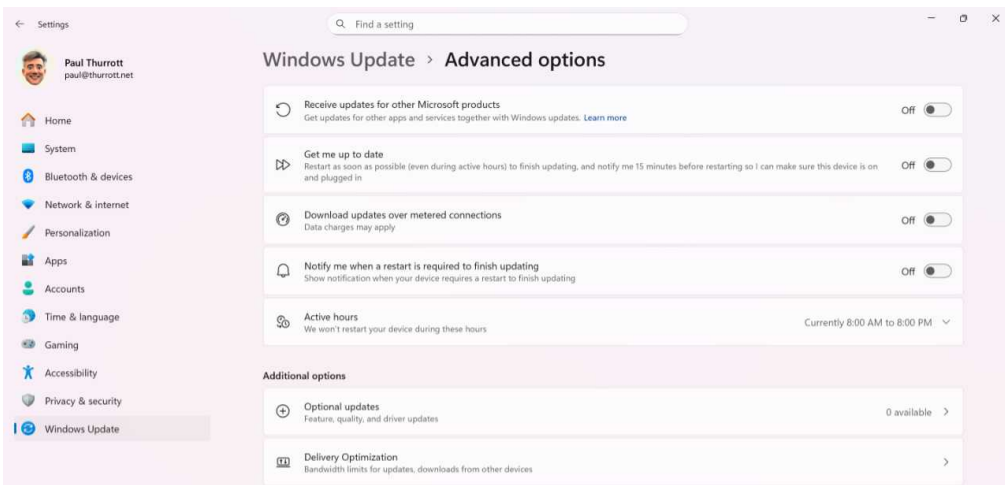 Settings
Find a setting
Paul Thurrott
paul@thurrott.net
Home
System
Bluetooth & devices
Network & internet
Personalization
Apps
Accounts
Time & language
Gaming
Accessibility
Privacy & security
Windows Update
Windows Update > Advanced options
Receive updates for other Microsoft products
Get updates for other apps and services together with Windows updates. Learn more
Off
Get me up to date
Restart as soon as possible (even during active hours) to finish updating, and notify me 15 minutes before restarting so I can make sure this device is on
and plugged in
Off
Download updates over metered connections
Data charges may apply
Off
Notify me when a restart is required to finish updating
Show notification when your device requires a restart to finish updating
Off
Active hours
We won't restart your device during these hours
Currently 8:00 AM to 8:00 PM
Additional options
Optional updates
Feature, quality, and driver updates
0 available
Delivery Optimization
Bandwidth limits for updates, downloads from other devices